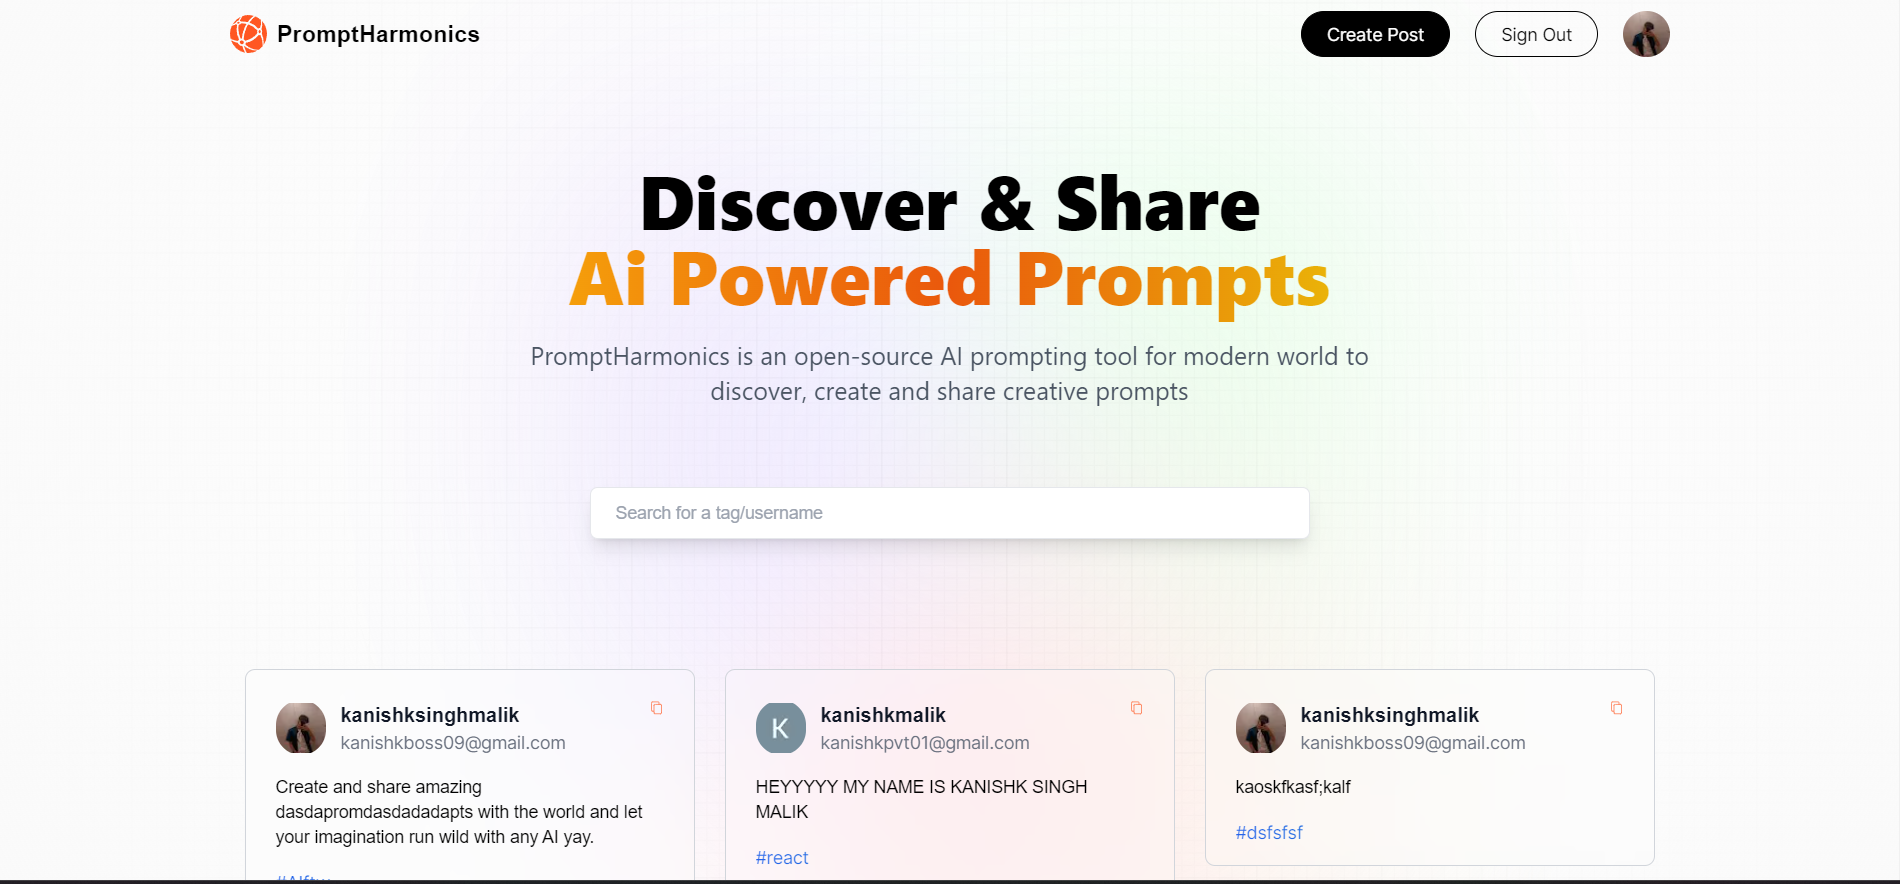 PromptHarmonics
Create Post
Sign Out
Discover & Share
Ai Powered Prompts
PromptHarmonics is an open-source AI prompting tool for modern world to
discover, create and share creative prompts
Search for a tag/username
kanishksinghmalik
kanishkboss09@gmail.com
Create and share amazing
dasdapromdasdadadapts with the world and let
your imagination run wild with any AI yay.
K
kanishkmalik
kanishkpvt01@gmail.com
HEYYYYY MY NAME IS KANISHK SINGH
MALIK
#react
kanishksinghmalik
kanishkboss09@gmail.com
kaoskfkasf;kalf
#dsfsfsf